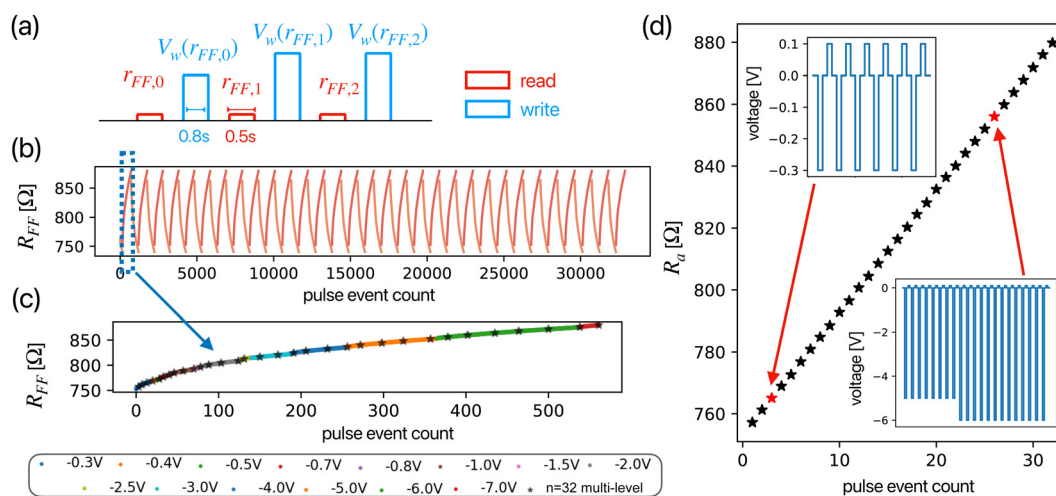 (a)
V_w(r_FF,0) V_w(r_FF,1) V_w(r_FF,2)
r_FF,0 r_FF,1 r_FF,2
0.8s 0.5s
read
write
(b)
R_FF [Ω]
850
800
750
0 5000 10000 15000 20000 25000 30000
pulse event count
(c)
R_FF [Ω]
850
800
750
0 100 200 300 400 500
pulse event count
-0.3V -0.4V -0.5V -0.7V -0.8V -1.0V -1.5V -2.0V
-2.5V -3.0V -4.0V -5.0V -6.0V -7.0V n=32 multi-level
(d)
R_a [Ω]
880
860
840
820
800
780
760
0 10 20 30
pulse event count
voltage [V]
0.1
0.0
−0.1
−0.2
−0.3
voltage [V]
0
−2
−4
−6